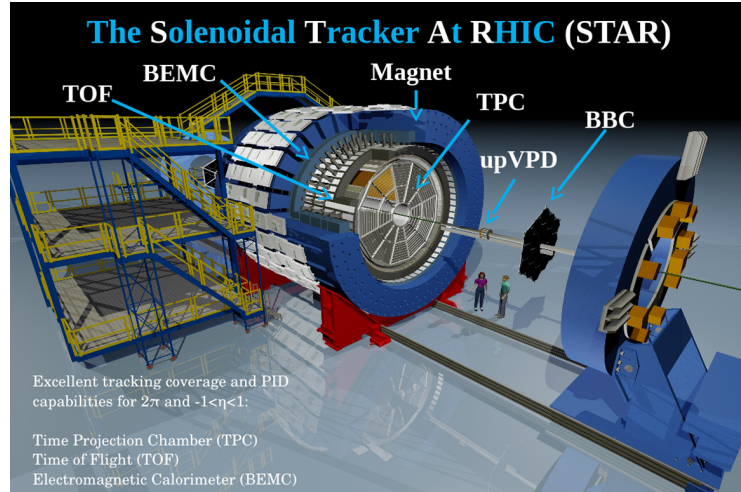 The Solenoidal Tracker At RHIC (STAR)
BEMC
Magnet
TOF
TPC
BBC
upVPD
Excellent tracking coverage and PID
capabilities for 2π and -1<η<1:
Time Projection Chamber (TPC)
Time of Flight (TOF)
Electromagnetic Calorimeter (BEMC)